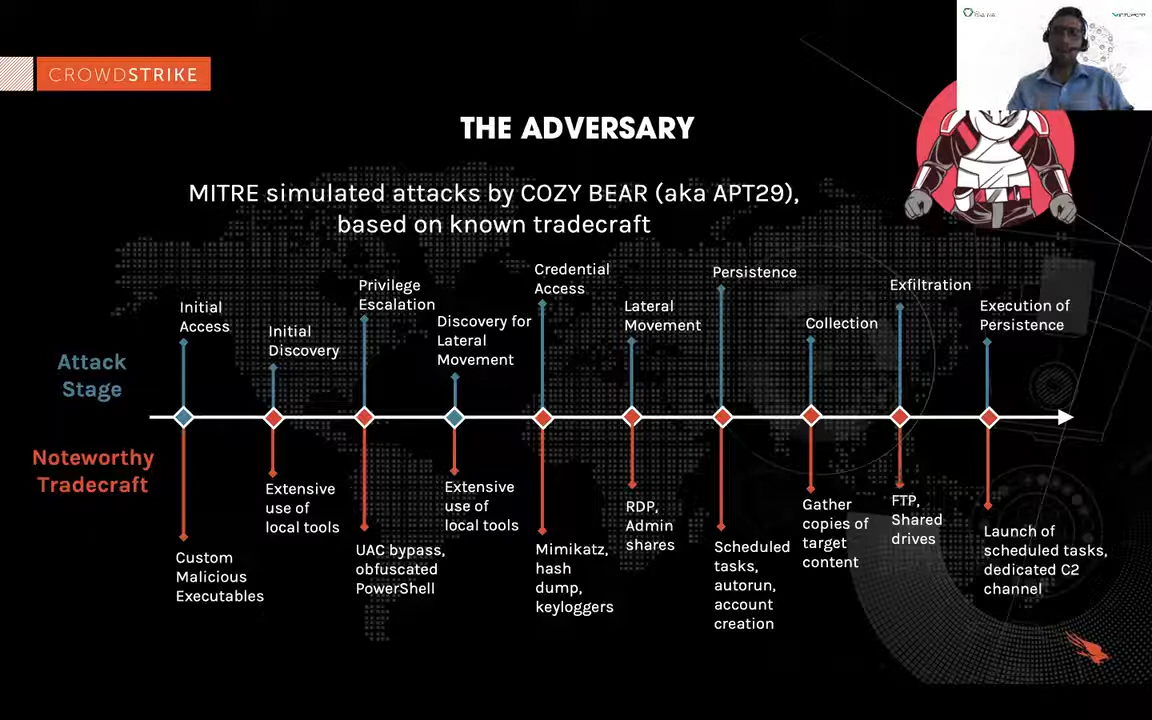 CROWDSTRIKE
THE ADVERSARY
MITRE simulated attacks by COZY BEAR (aka APT29),
based on known tradecraft
Attack
Stage
Initial
Access
Initial
Discovery
Privilege
Escalation
Discovery for
Lateral
Movement
Credential
Access
Lateral
Movement
Persistence
Collection
Exfiltration
Execution of
Persistence
Noteworthy
Tradecraft
Custom
Malicious
Executables
Extensive
use of
local tools
UAC bypass,
obfuscated
PowerShell
Extensive
use of
local tools
Mimikatz,
hash
dump,
keyloggers
RDP,
Admin
shares
Scheduled
tasks,
autorun,
account
creation
Gather
copies of
target
content
FTP,
Shared
drives
Launch of
scheduled tasks,
dedicated C2
channel